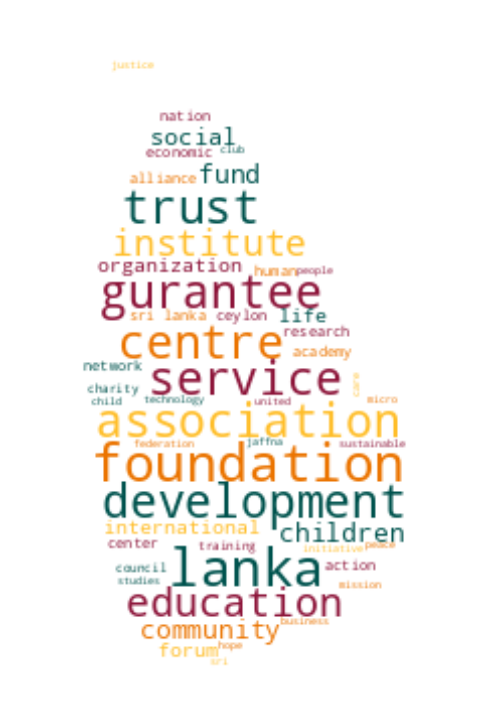 justice
nation
social
economic club
alliance fund
trust
institute
organization human people
gurantee
sri lanka ceylon life
centre research
academy
network service
charity care
child technology united micro
association
federation jaffna sustainable
foundation
development
international children
center training initiative peace
lanka
council action
studies mission
education
community business
forum hope
sri